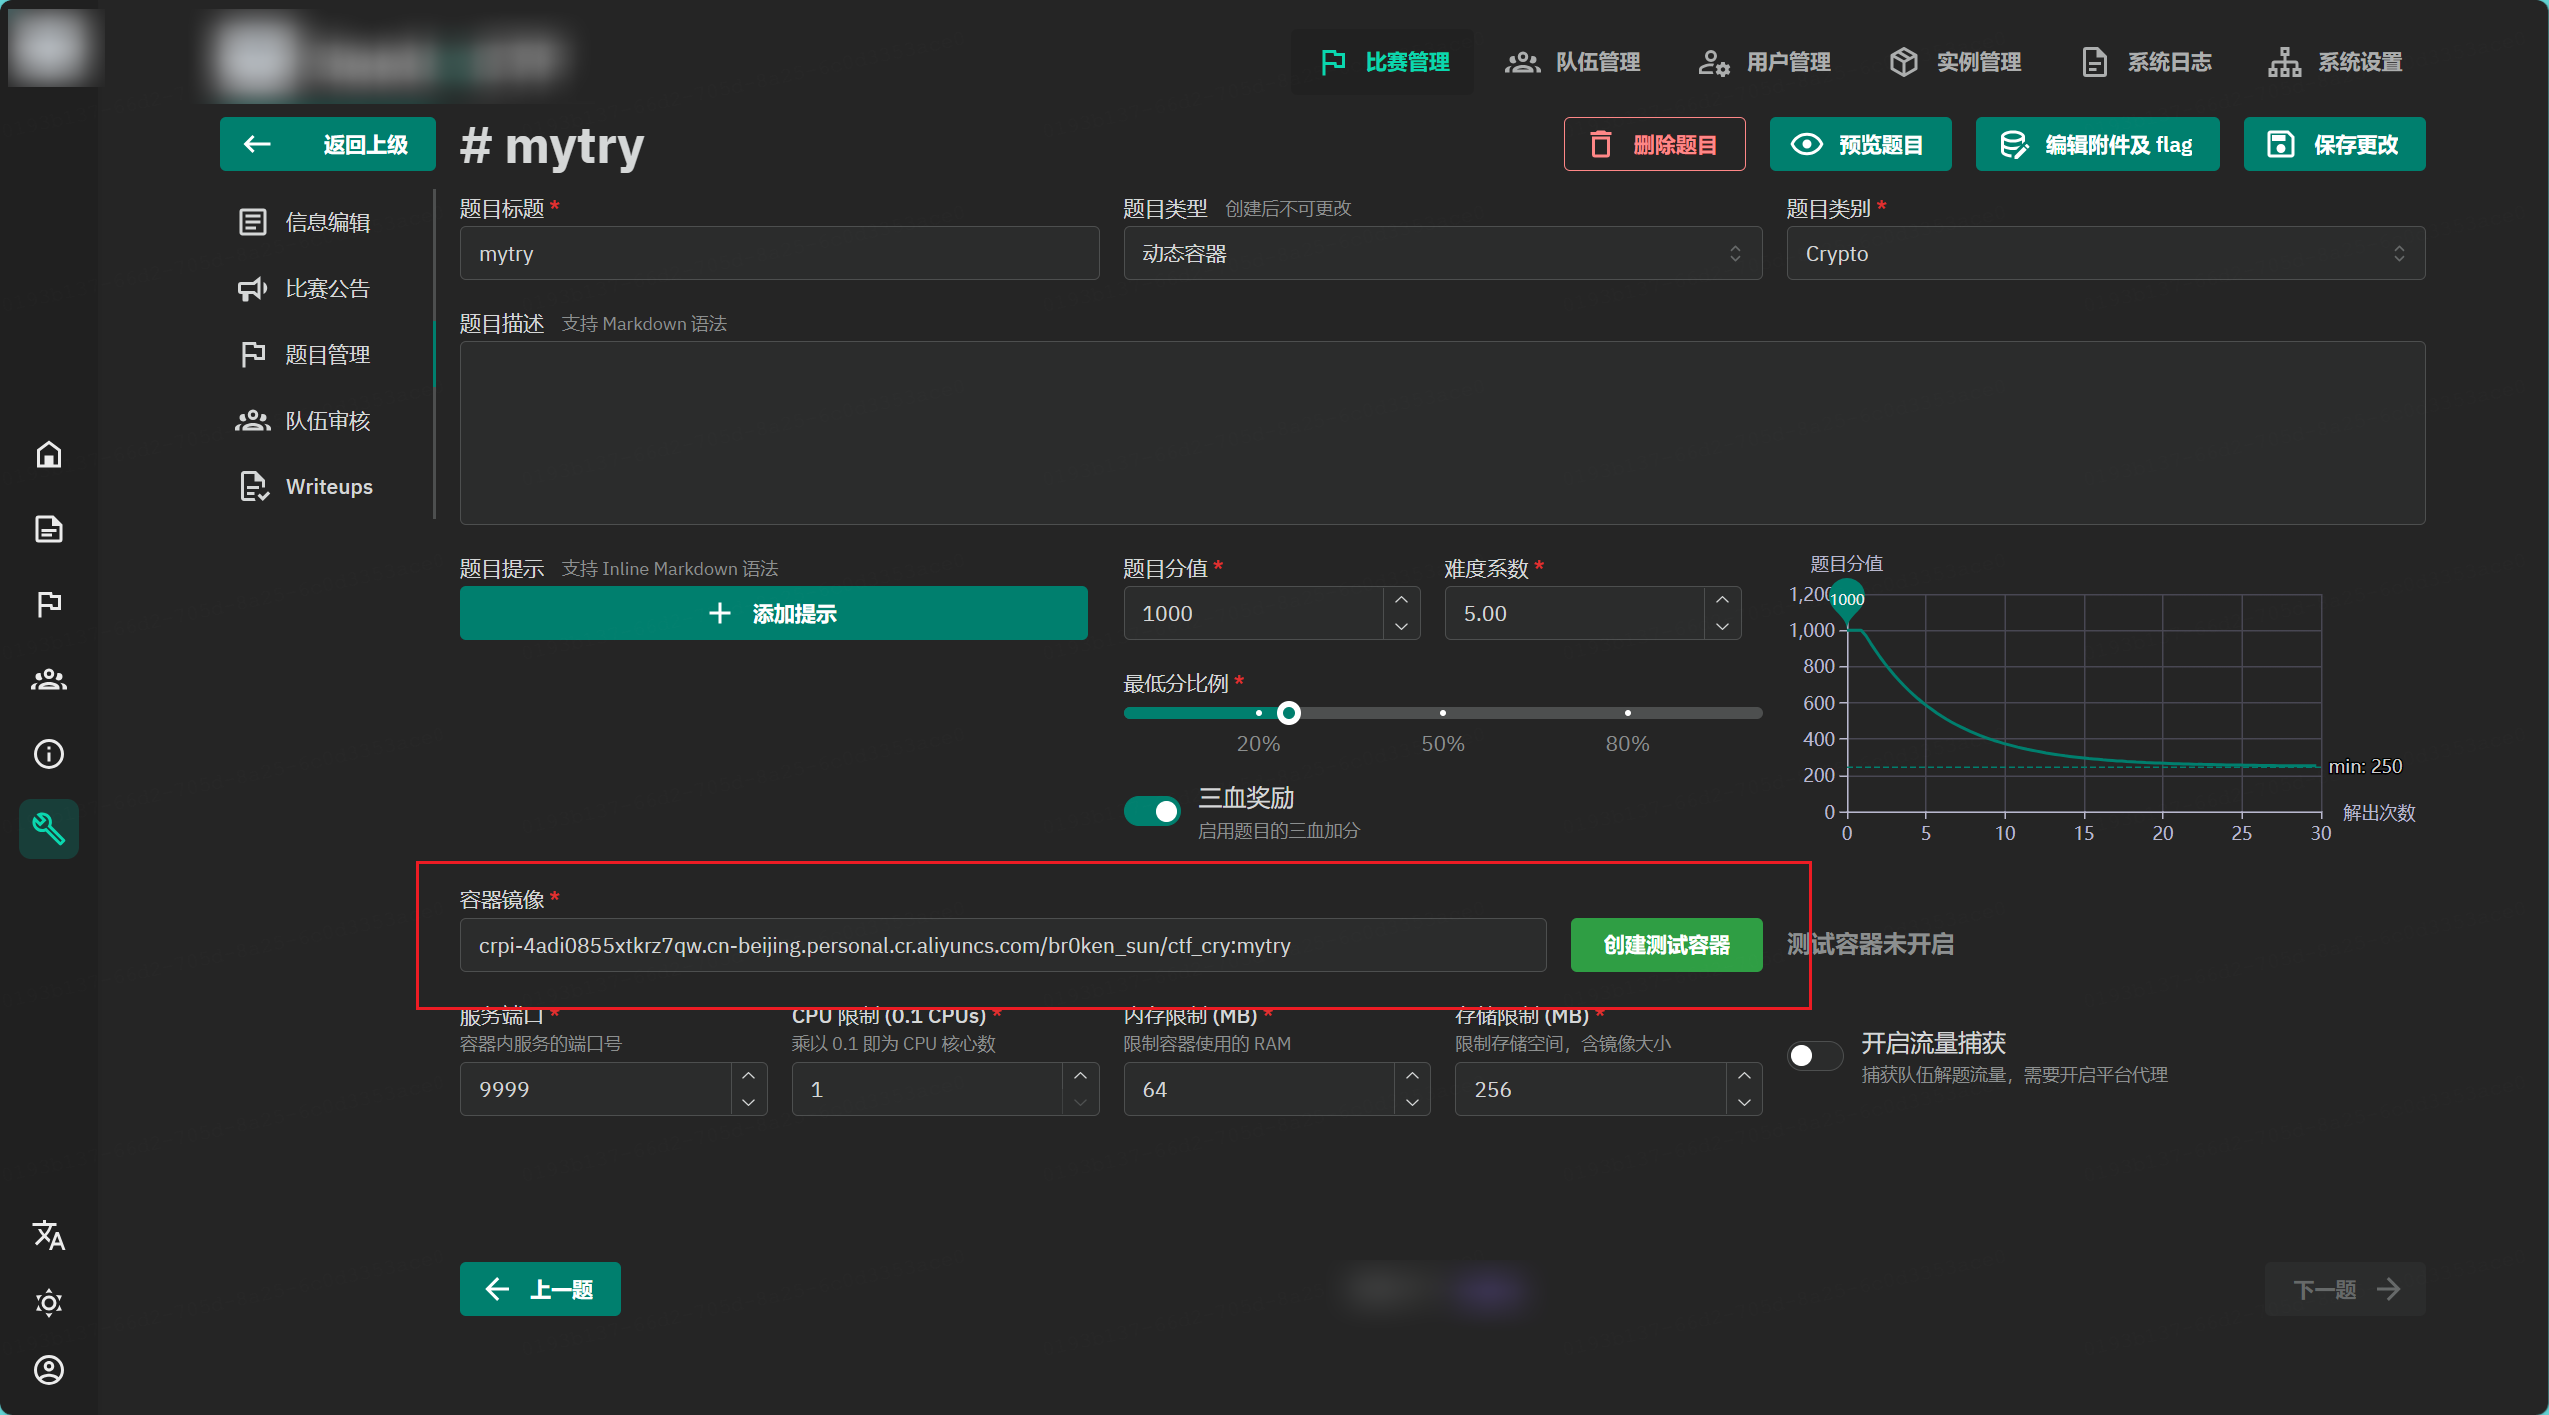 比赛管理
队伍管理
用户管理
实例管理
系统日志
系统设置
返回上级
# mytry
删除题目
预览题目
编辑附件及 flag
保存更改
信息编辑
比赛公告
题目管理
队伍审核
Writeups
题目标题 *
mytry
题目类型 创建后不可更改
动态容器
题目类别 *
Crypto
题目描述 支持 Markdown 语法
题目提示 支持 Inline Markdown 语法
添加提示
题目分值 *
1000
难度系数 *
5.00
最低分比例 *
20% 50% 80%
三血奖励
启用题目的三血加分
题目分值
1,200
1000
1,000
800
600
400
200
0
min: 250
解出次数
0 5 10 15 20 25 30
容器镜像 *
crpi-4adi0855xtkrz7qw.cn-beijing.personal.cr.aliyuncs.com/br0ken_sun/ctf_cry:mytry
创建测试容器
测试容器未开启
服务端口 *
容器内服务的端口号
9999
CPU 限制 (0.1 CPUs) *
乘以 0.1 即为 CPU 核心数
1
内存限制 (MB) *
限制容器使用的 RAM
64
存储限制 (MB) *
限制存储空间，含镜像大小
256
开启流量捕获
捕获队伍解题流量，需要开启平台代理
上一题
下一题